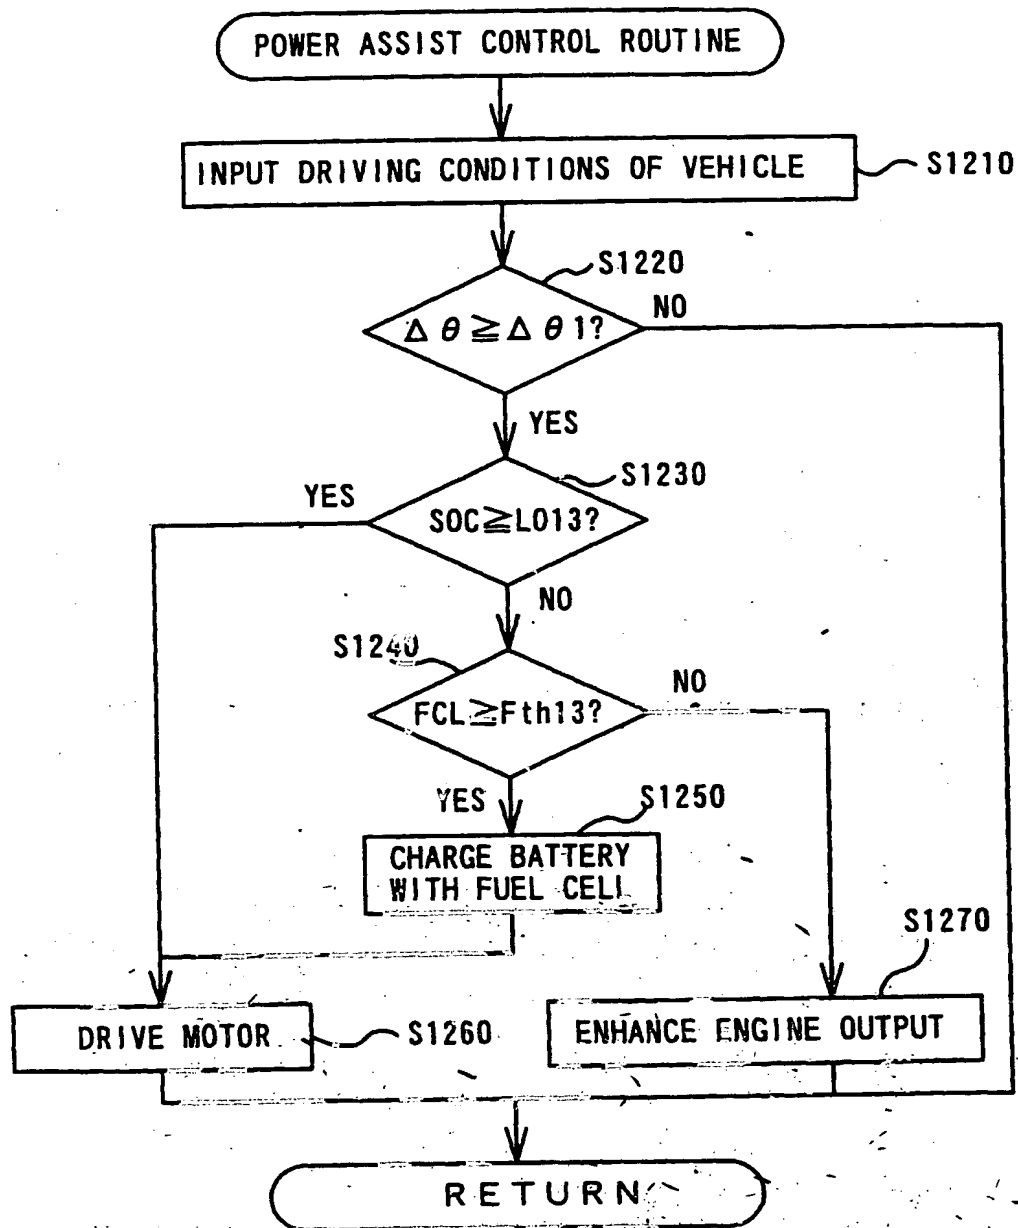 POWER ASSIST CONTROL ROUTINE
INPUT DRIVING CONDITIONS OF VEHICLE
S1210
S1220
Δθ≧Δθ1?
NO
YES
S1230
YES
SOC≧LO13?
NO
S1240
FCL≧Fth13?
NO
YES
S1250
CHARGE BATTERY
WITH FUEL CELL
S1270
DRIVE MOTOR
S1260
ENHANCE ENGINE OUTPUT
RETURN